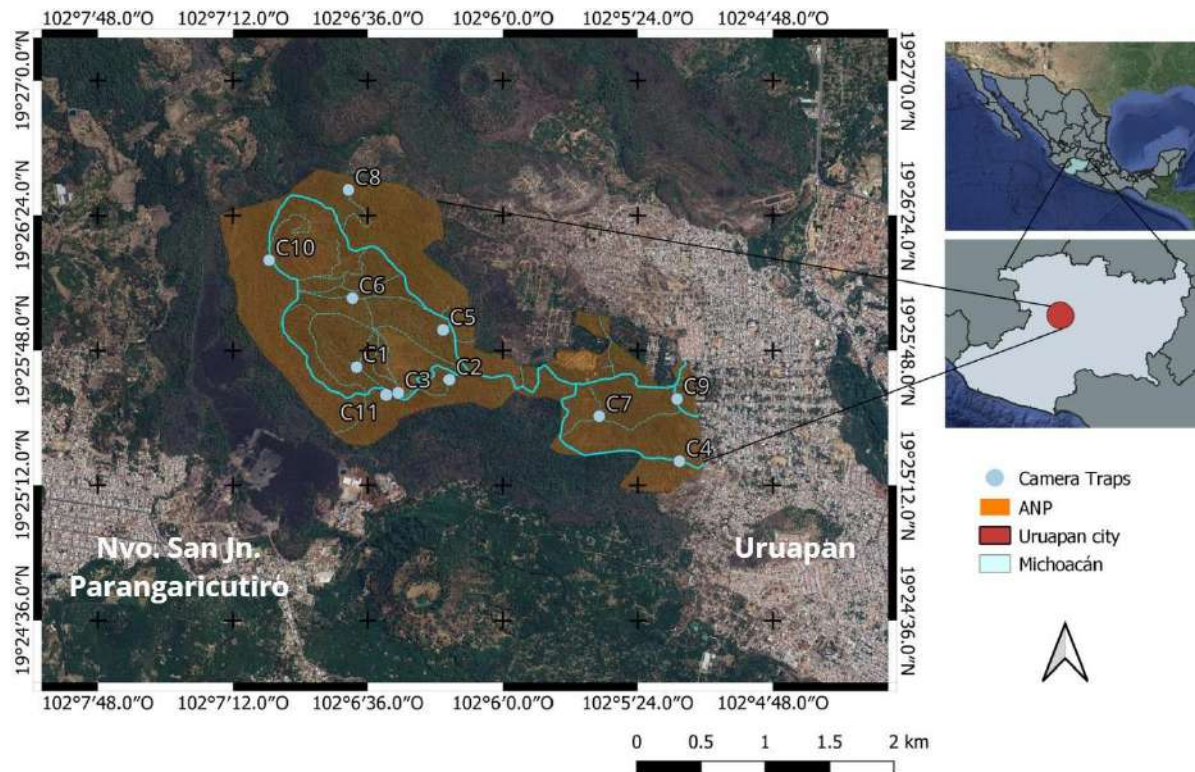 102°7′48.0″O 102°7′12.0″O 102°6′36.0″O 102°6′0.0″O 102°5′24.0″O 102°4′48.0″O
19°27′0.0″N
19°26′24.0″N
19°25′48.0″N
19°25′12.0″N
19°24′36.0″N
19°27′0.0″N
19°26′24.0″N
19°25′48.0″N
19°25′12.0″N
19°24′36.0″N
C8
C10
C6
C5
C1
C2
C3
C11
C9
C7
C4
Nvo. San Jn.
Parangaricutiro
Uruapan
102°7′48.0″O 102°7′12.0″O 102°6′36.0″O 102°6′0.0″O 102°5′24.0″O 102°4′48.0″O
0 0.5 1 1.5 2 km
Camera Traps
ANP
Uruapan city
Michoacán